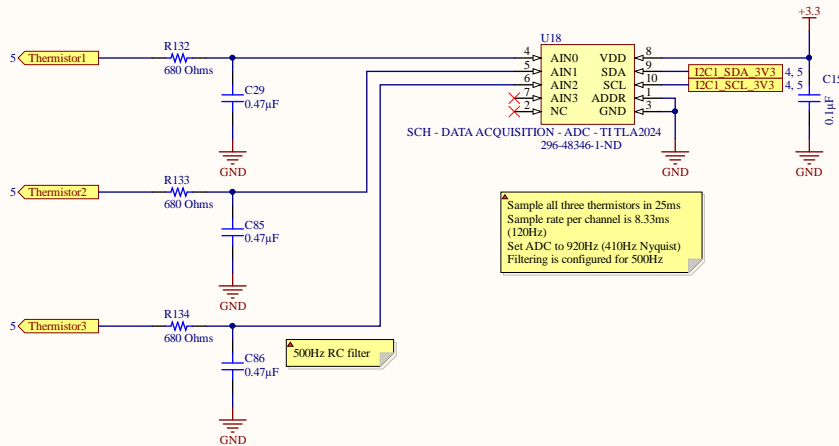 +3.3
U18
R132
5 Thermistor1
680 Ohms
C29
0.47µF
GND
4 AIN0 VDD 8
5 AIN1 SDA 9 I2C1_SDA_3V3 4, 5
6 AIN2 SCL 10 I2C1_SCL_3V3 4, 5
7 AIN3 ADDR 1
2 NC GND 3
SCH - DATA ACQUISITION - ADC - TI TLA2024
296-48346-1-ND
GND
0.1µF
GND
R133
5 Thermistor2
680 Ohms
C85
0.47µF
GND
Sample all three thermistors in 25ms
Sample rate per channel is 8.33ms
(120Hz)
Set ADC to 920Hz (410Hz Nyquist)
Filtering is configured for 500Hz
R134
5 Thermistor3
680 Ohms
C86
0.47µF
GND
500Hz RC filter